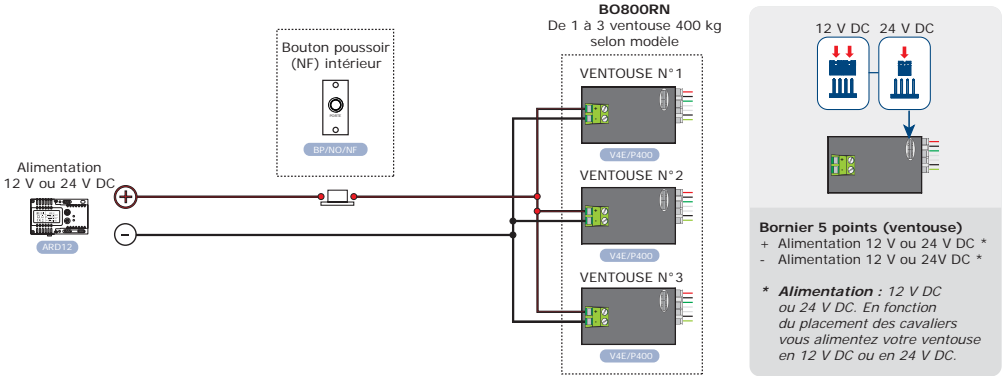 BO800RN
De 1 à 3 ventouse 400 kg
selon modèle
Bouton poussoir
(NF) intérieur
PORTE
BP/NO/NF
Alimentation
12 V ou 24 V DC
ARD12
+
-
VENTOUSE N°1
V4E/P400
VENTOUSE N°2
V4E/P400
VENTOUSE N°3
V4E/P400
12 V DC
24 V DC
Bornier 5 points (ventouse)
+ Alimentation 12 V ou 24 V DC *
- Alimentation 12 V ou 24V DC *
* Alimentation : 12 V DC
ou 24 V DC. En fonction
du placement des cavaliers
vous alimentez votre ventouse
en 12 V DC ou en 24 V DC.